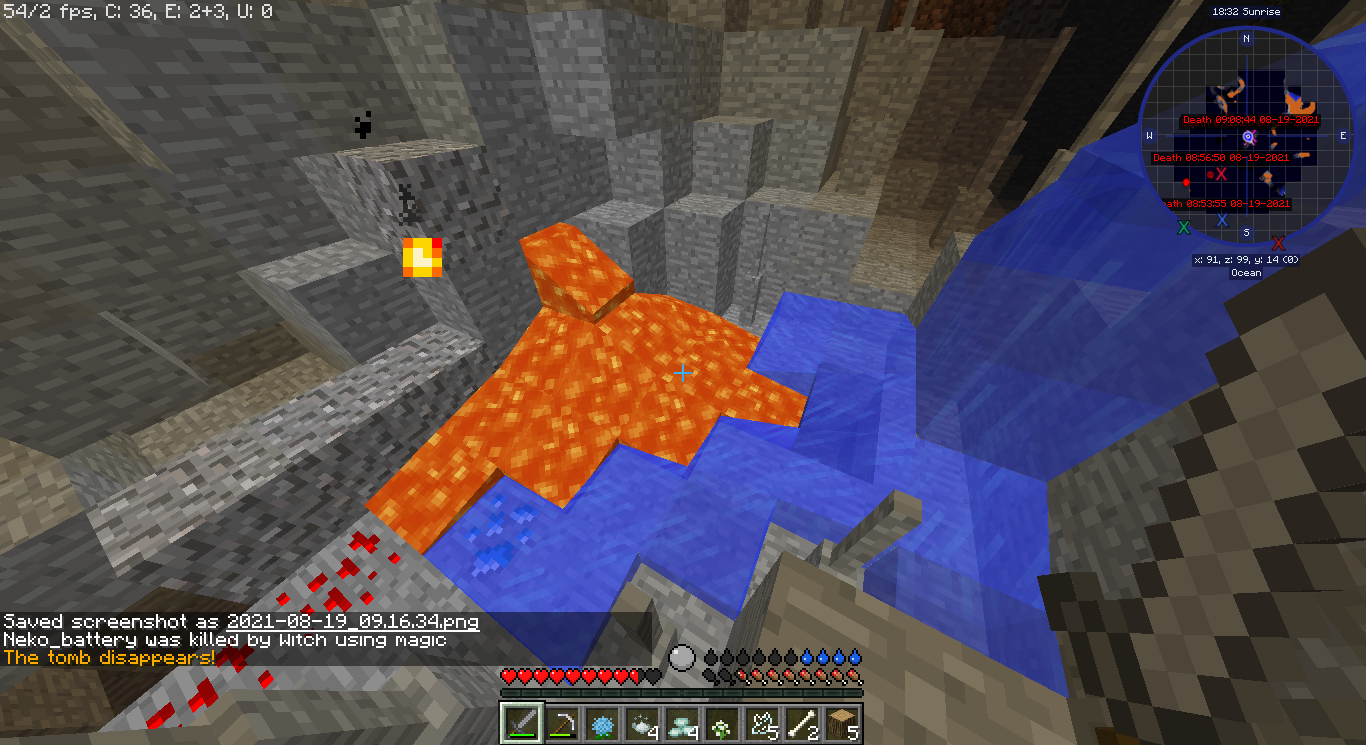 54/2 fps, C: 36, E: 2+3, U: 0
18:32 Sunrise
N
Death 09:08:44 08-19-2021
W
E
Death 08:56:50 08-19-2021
X
ath 08:53:55 08-19-2021
X
X
S
X
x: 91, z: 99, y: 14 (0)
Ocean
Saved screenshot as 2021-08-19_09.16.34.png
Neko_battery was killed by Witch using magic
The tomb disappears!
4
4
5
2
5